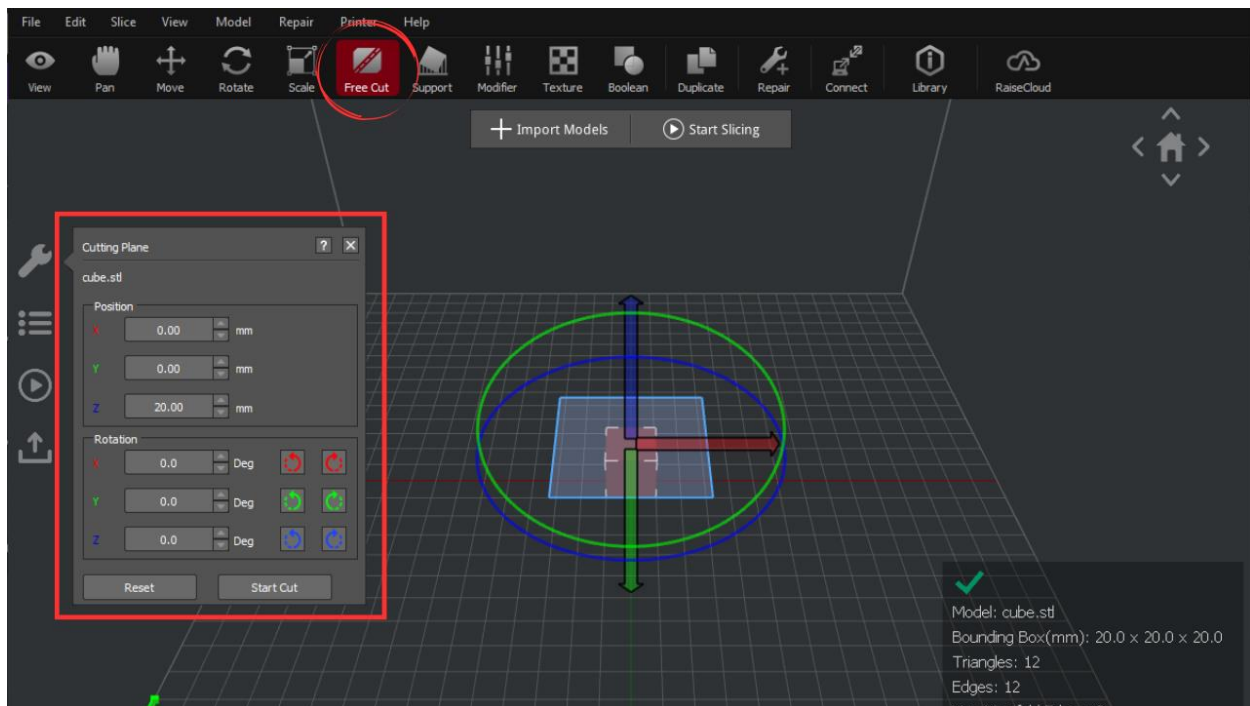 File Edit Slice View Model Repair Printer Help
View Pan Move Rotate Scale Free Cut Support Modifier Texture Boolean Duplicate Repair Connect Library RaiseCloud
Import Models Start Slicing
Cutting Plane ?
cube.stl
Position
X 0.00 mm
Y 0.00 mm
Z 20.00 mm
Rotation
X 0.0 Deg
Y 0.0 Deg
Z 0.0 Deg
Reset Start Cut
Model: cube.stl
Bounding Box(mm): 20.0 x 20.0 x 20.0
Triangles: 12
Edges: 12